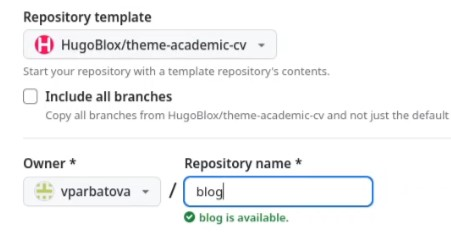 Repository template
HugoBlox/theme-academic-cv
Start your repository with a template repository's contents.
Include all branches
Copy all branches from HugoBlox/theme-academic-cv and not just the default
Owner * Repository name *
vparbatova / blog
blog is available.